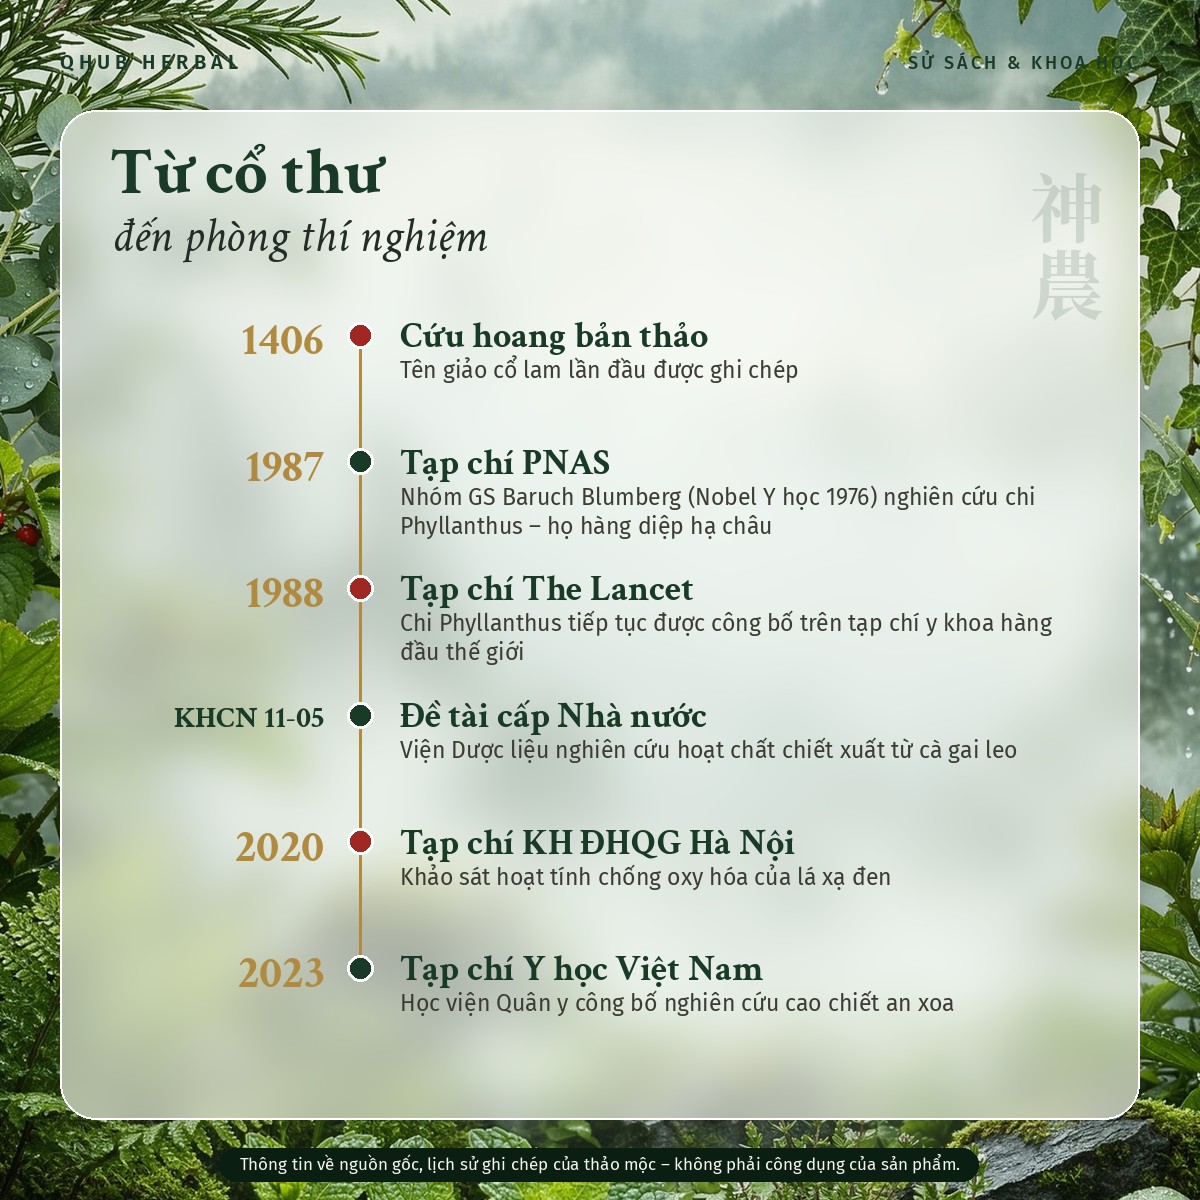 QHUB HERBAL
SỬ SÁCH & KHOA HỌC
Từ cổ thư
đến phòng thí nghiệm
神農
1406
Cứu hoang bản thảo
Tên giảo cổ lam lần đầu được ghi chép
1987
Tạp chí PNAS
Nhóm GS Baruch Blumberg (Nobel Y học 1976) nghiên cứu chi
Phyllanthus – họ hàng diệp hạ châu
1988
Tạp chí The Lancet
Chi Phyllanthus tiếp tục được công bố trên tạp chí y khoa hàng
đầu thế giới
KHCN 11-05
Đề tài cấp Nhà nước
Viện Dược liệu nghiên cứu hoạt chất chiết xuất từ cà gai leo
2020
Tạp chí KH ĐHQG Hà Nội
Khảo sát hoạt tính chống oxy hóa của lá xạ đen
2023
Tạp chí Y học Việt Nam
Học viện Quân y công bố nghiên cứu cao chiết an xoa
Thông tin về nguồn gốc, lịch sử ghi chép của thảo mộc – không phải công dụng của sản phẩm.